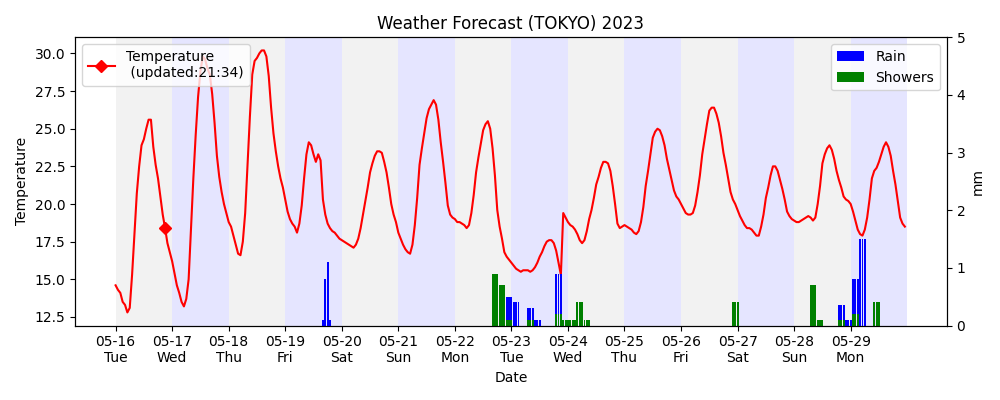 Weather Forecast (TOKYO) 2023
Temperature
(updated:21:34)
Rain
Showers
30.0
27.5
25.0
22.5
20.0
17.5
15.0
12.5
Temperature
5
4
3
2
1
0
mm
05-16 05-17 05-18 05-19 05-20 05-21 05-22 05-23 05-24 05-25 05-26 05-27 05-28 05-29
Tue Wed Thu Fri Sat Sun Mon Tue Wed Thu Fri Sat Sun Mon
Date